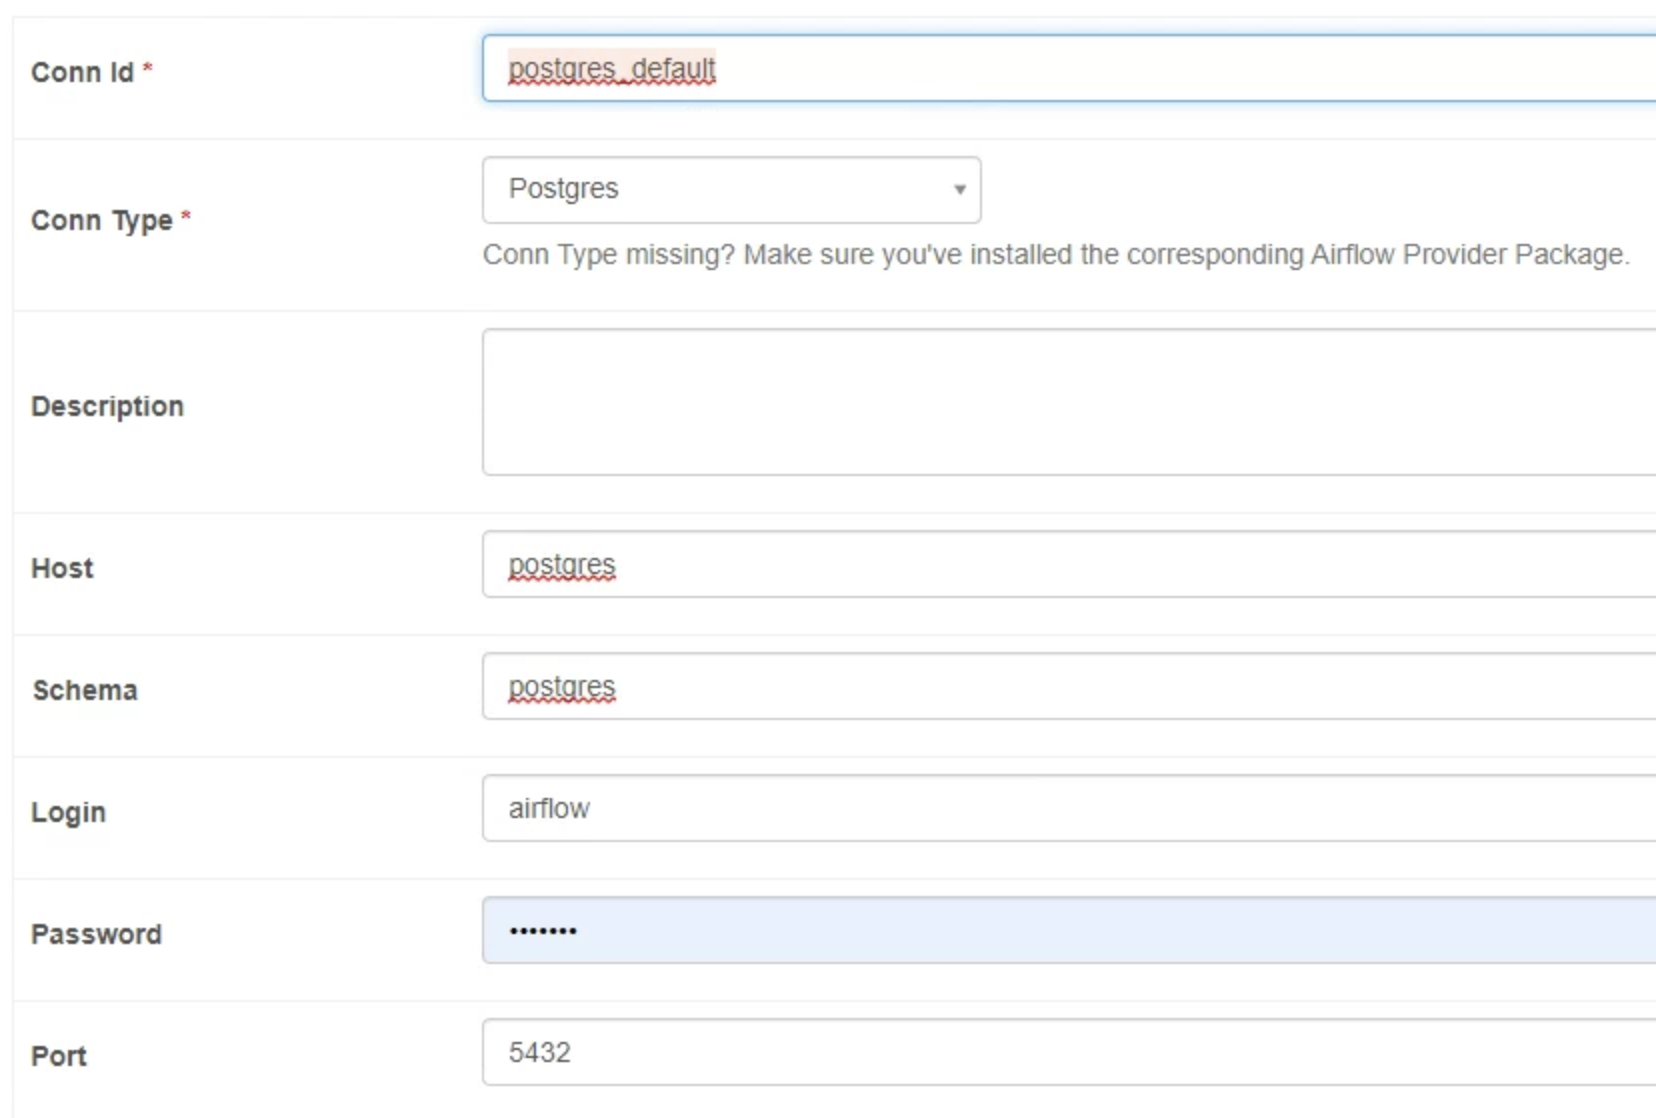 Conn Id *
postgres_default
Conn Type *
Postgres
Conn Type missing? Make sure you've installed the corresponding Airflow Provider Package.
Description
Host
postgres
Schema
postgres
Login
airflow
Password
•••••••
Port
5432